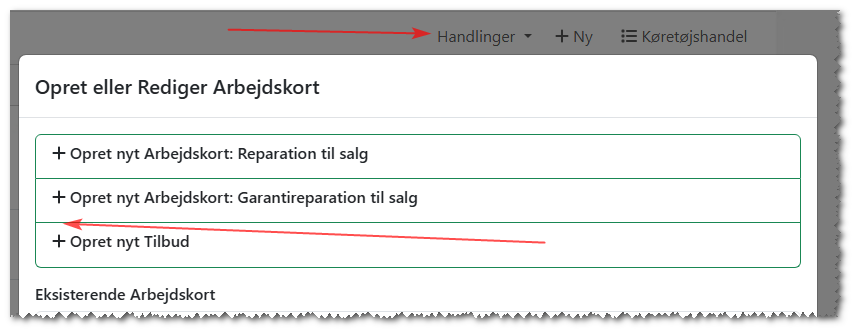 Handlinger + Ny Køretøjshandel
Opret eller Rediger Arbejdskort
+ Opret nyt Arbejdskort: Reparation til salg
+ Opret nyt Arbejdskort: Garantireparation til salg
+ Opret nyt Tilbud
Eksisterende Arbejdskort